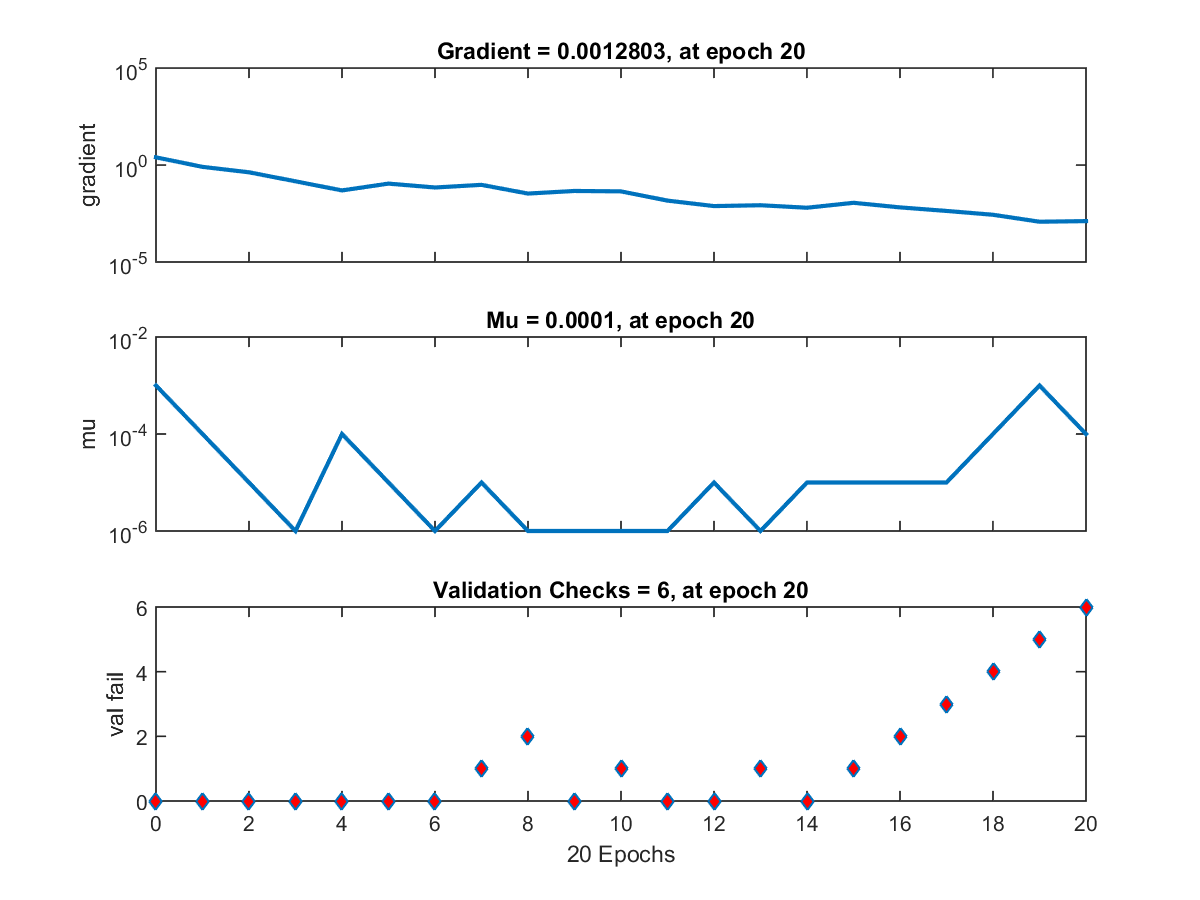 Gradient = 0.0012803, at epoch 20
10^5
10^0
10^-5
gradient
Mu = 0.0001, at epoch 20
10^-2
10^-4
10^-6
mu
Validation Checks = 6, at epoch 20
6
4
2
0
val fail
0 2 4 6 8 10 12 14 16 18 20
20 Epochs